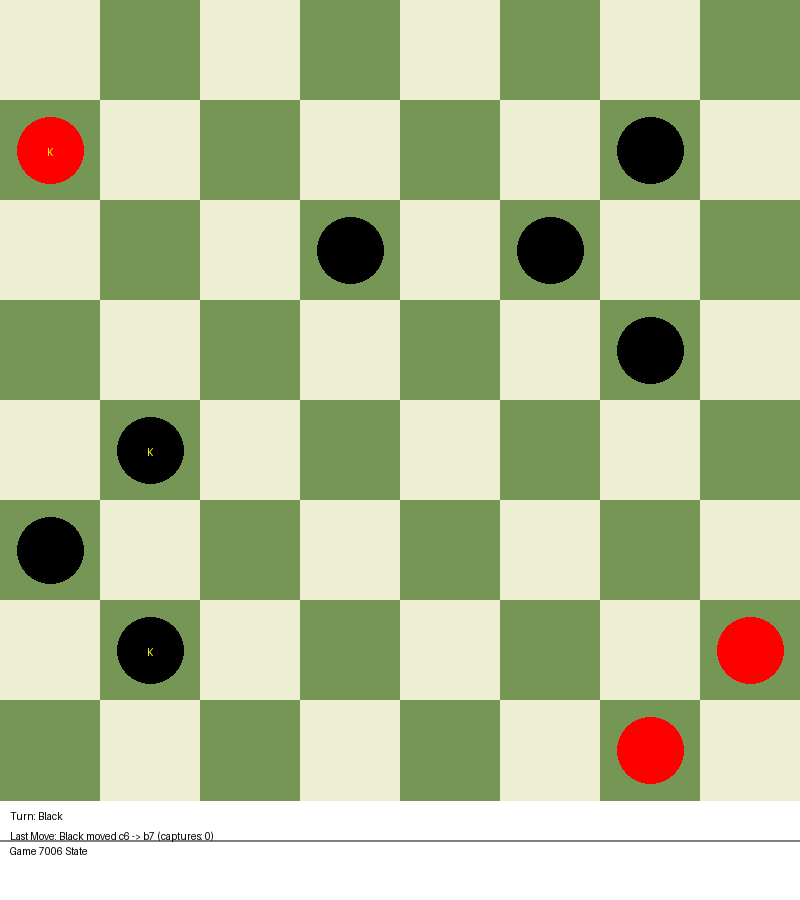 K
K
K
Turn: Black
Last Move: Black moved c6 -> b7 (captures: 0)
Game 7006 State